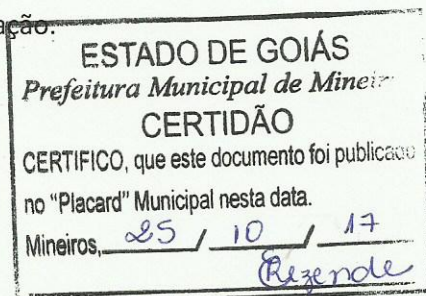 ação.
ESTADO DE GOIÁS
Prefeitura Municipal de Mineir
CERTIDÃO
CERTIFICO, que este documento foi publicado
no "Placard" Municipal nesta data.
Mineiros, 25 / 10 / 17
Rezende